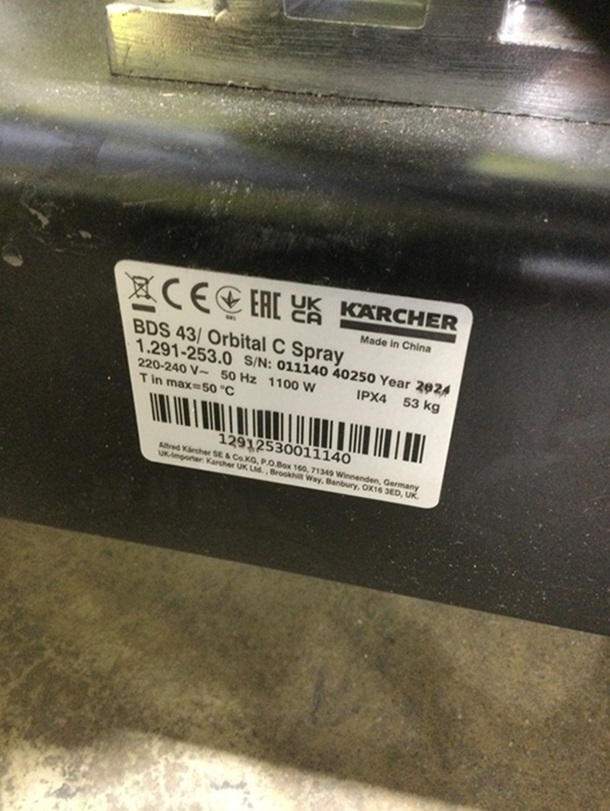 CE EAC UK CA KÄRCHER
Made in China
BDS 43/ Orbital C Spray
1.291-253.0 S/N: 011140 40250 Year 2024
220-240 V~ 50 Hz 1100 W IPX4 53 kg
T in max=50 °C
12912530011140
Alfred Kärcher SE & Co.KG, P.O.Box 160, 71349 Winnenden, Germany
UK-Importer: Karcher UK Ltd. , Brookhill Way, Banbury, OX16 3ED, UK.